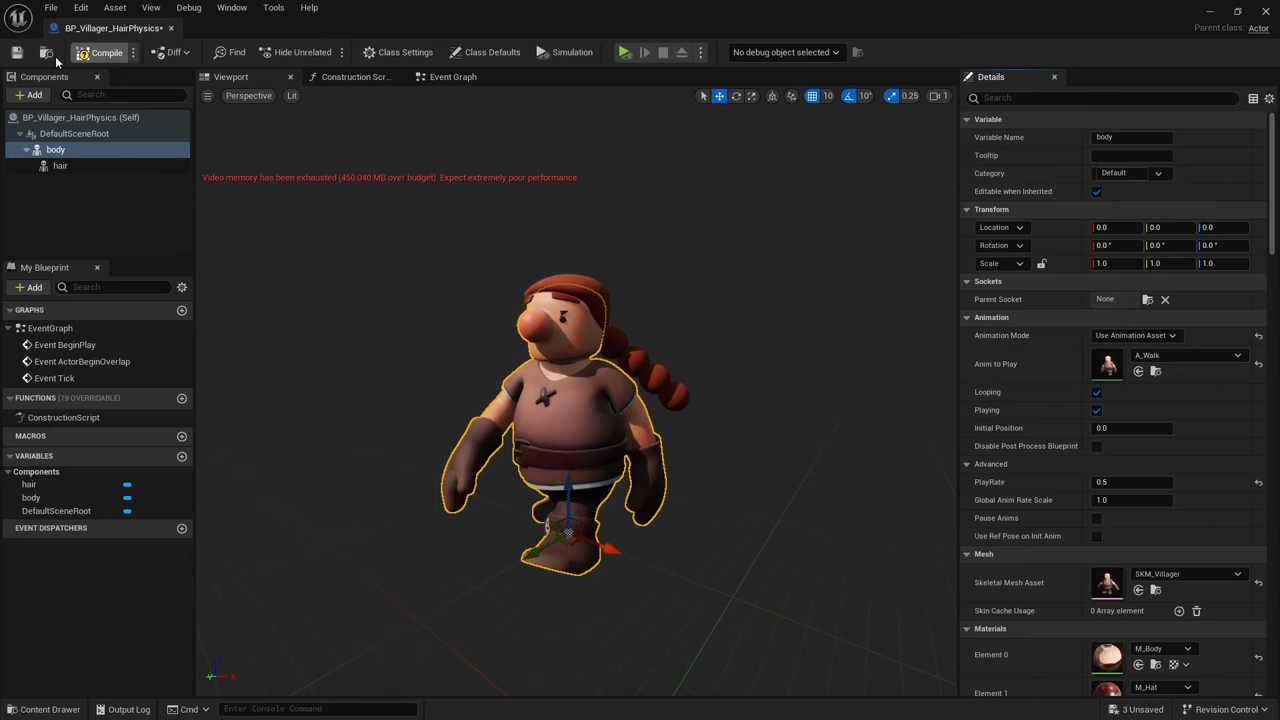 File Edit Asset View Debug Window Tools Help
BP_Villager_HairPhysics*
Parent class: Actor
Compile Diff Find Hide Unrelated Class Settings Class Defaults Simulation No debug object selected
Components
Add Search
BP_Villager_HairPhysics (Self)
DefaultSceneRoot
body
hair
My Blueprint
Add Search
GRAPHS
EventGraph
Event BeginPlay
Event ActorBeginOverlap
Event Tick
FUNCTIONS (19 OVERRIDABLE)
ConstructionScript
MACROS
VARIABLES
Components
hair
body
DefaultSceneRoot
EVENT DISPATCHERS
Viewport Construction Scr... Event Graph
Perspective Lit 10 10° 0.25 1
Video memory has been exhausted (450.040 MB over budget). Expect extremely poor performance.
Details
Search
Variable
Variable Name body
Tooltip
Category Default
Editable when Inherited
Transform
Location 0.0 0.0 0.0
Rotation 0.0 ° 0.0 ° 0.0 °
Scale 1.0 1.0 1.0
Sockets
Parent Socket None
Animation
Animation Mode Use Animation Asset
Anim to Play A_Walk
Looping
Playing
Initial Position 0.0
Disable Post Process Blueprint
Advanced
PlayRate 0.5
Global Anim Rate Scale 1.0
Pause Anims
Use Ref Pose on Init Anim
Mesh
Skeletal Mesh Asset SKM_Villager
Skin Cache Usage 0 Array element
Materials
Element 0 M_Body
Element 1 M_Hat
Content Drawer Output Log Cmd Enter Console Command 3 Unsaved Revision Control